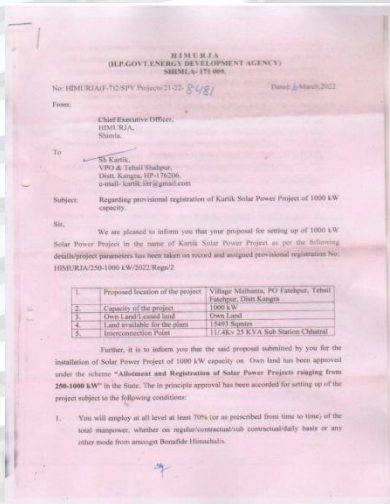 HIMURJA
(H.P.GOVT.ENERGY DEVELOPMENT AGENCY)
SHIMLA- 171 009.
No: HIMURJA(F-7)2/SPV Projects/21-22- 8481 Dated: March,2022
From:
Chief Executive Officer,
HIMURJA,
Shimla.
To
Sh Kartik,
VPO & Tehsil Shahpur,
Distt. Kangra, HP-176206.
Subject: Regarding provisional registration of Kartik Solar Power Project of 1000 kW
capacity.
Sir,
We are pleased to inform you that your proposal for setting up of 1000 kW
Solar Power Project in the name of Kartik Solar Power Project as per the following
details/project parameters has been taken on record and assigned provisional registration No:
HIMURJA/250-1000 kW/2022/Regn/2
1. Proposed location of the project Village Malhanta, PO Fatehpur, Tehsil
Fatehpur, Distt Kangra
2. Capacity of the project 1000 kW
3. Own Land/Leased land Own Land
4. Land available for the plant 15493 Sqmtrs
5. Interconnection Point 11/.4Kv 25 KVA Sub Station Chhatral
Further, it is to inform you that the said proposal submitted by you for the
installation of Solar Power Project of 1000 kW capacity on Own land has been approved
under the scheme "Allotment and Registration of Solar Power Projects ranging from
250-1000 kW" in the State. The in principle approval has been accorded for setting up of the
project subject to the following conditions:
1. You will employ at all level at least 70% (or as prescribed from time to time) of the
total manpower, whether on regular/contractual/sub contractual/daily basis or any
other mode from amongst Bonafide Himachalis.